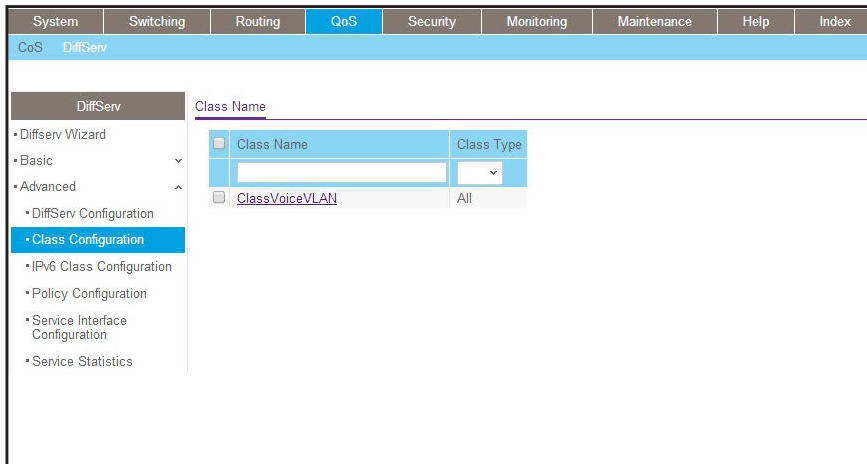 System Switching Routing QoS Security Monitoring Maintenance Help Index
CoS DiffServ
DiffServ
Diffserv Wizard
Basic
Advanced
DiffServ Configuration
Class Configuration
IPv6 Class Configuration
Policy Configuration
Service Interface
Configuration
Service Statistics
Class Name
Class Name Class Type
ClassVoiceVLAN All